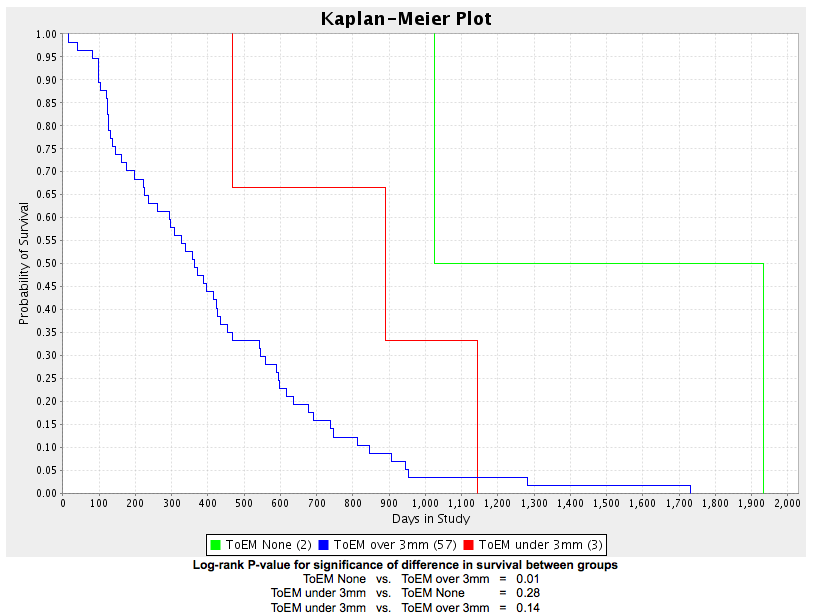 Kaplan-Meier Plot
1.00
0.95
0.90
0.85
0.80
0.75
0.70
0.65
0.60
0.55
0.50
0.45
0.40
0.35
0.30
0.25
0.20
0.15
0.10
0.05
0.00
Probability of Survival
0 100 200 300 400 500 600 700 800 900 1,000 1,100 1,200 1,300 1,400 1,500 1,600 1,700 1,800 1,900 2,000
Days in Study
ToEM None (2) ToEM over 3mm (57) ToEM under 3mm (3)
Log-rank P-value for significance of difference in survival between groups
ToEM None vs. ToEM over 3mm = 0.01
ToEM under 3mm vs. ToEM None = 0.28
ToEM under 3mm vs. ToEM over 3mm = 0.14